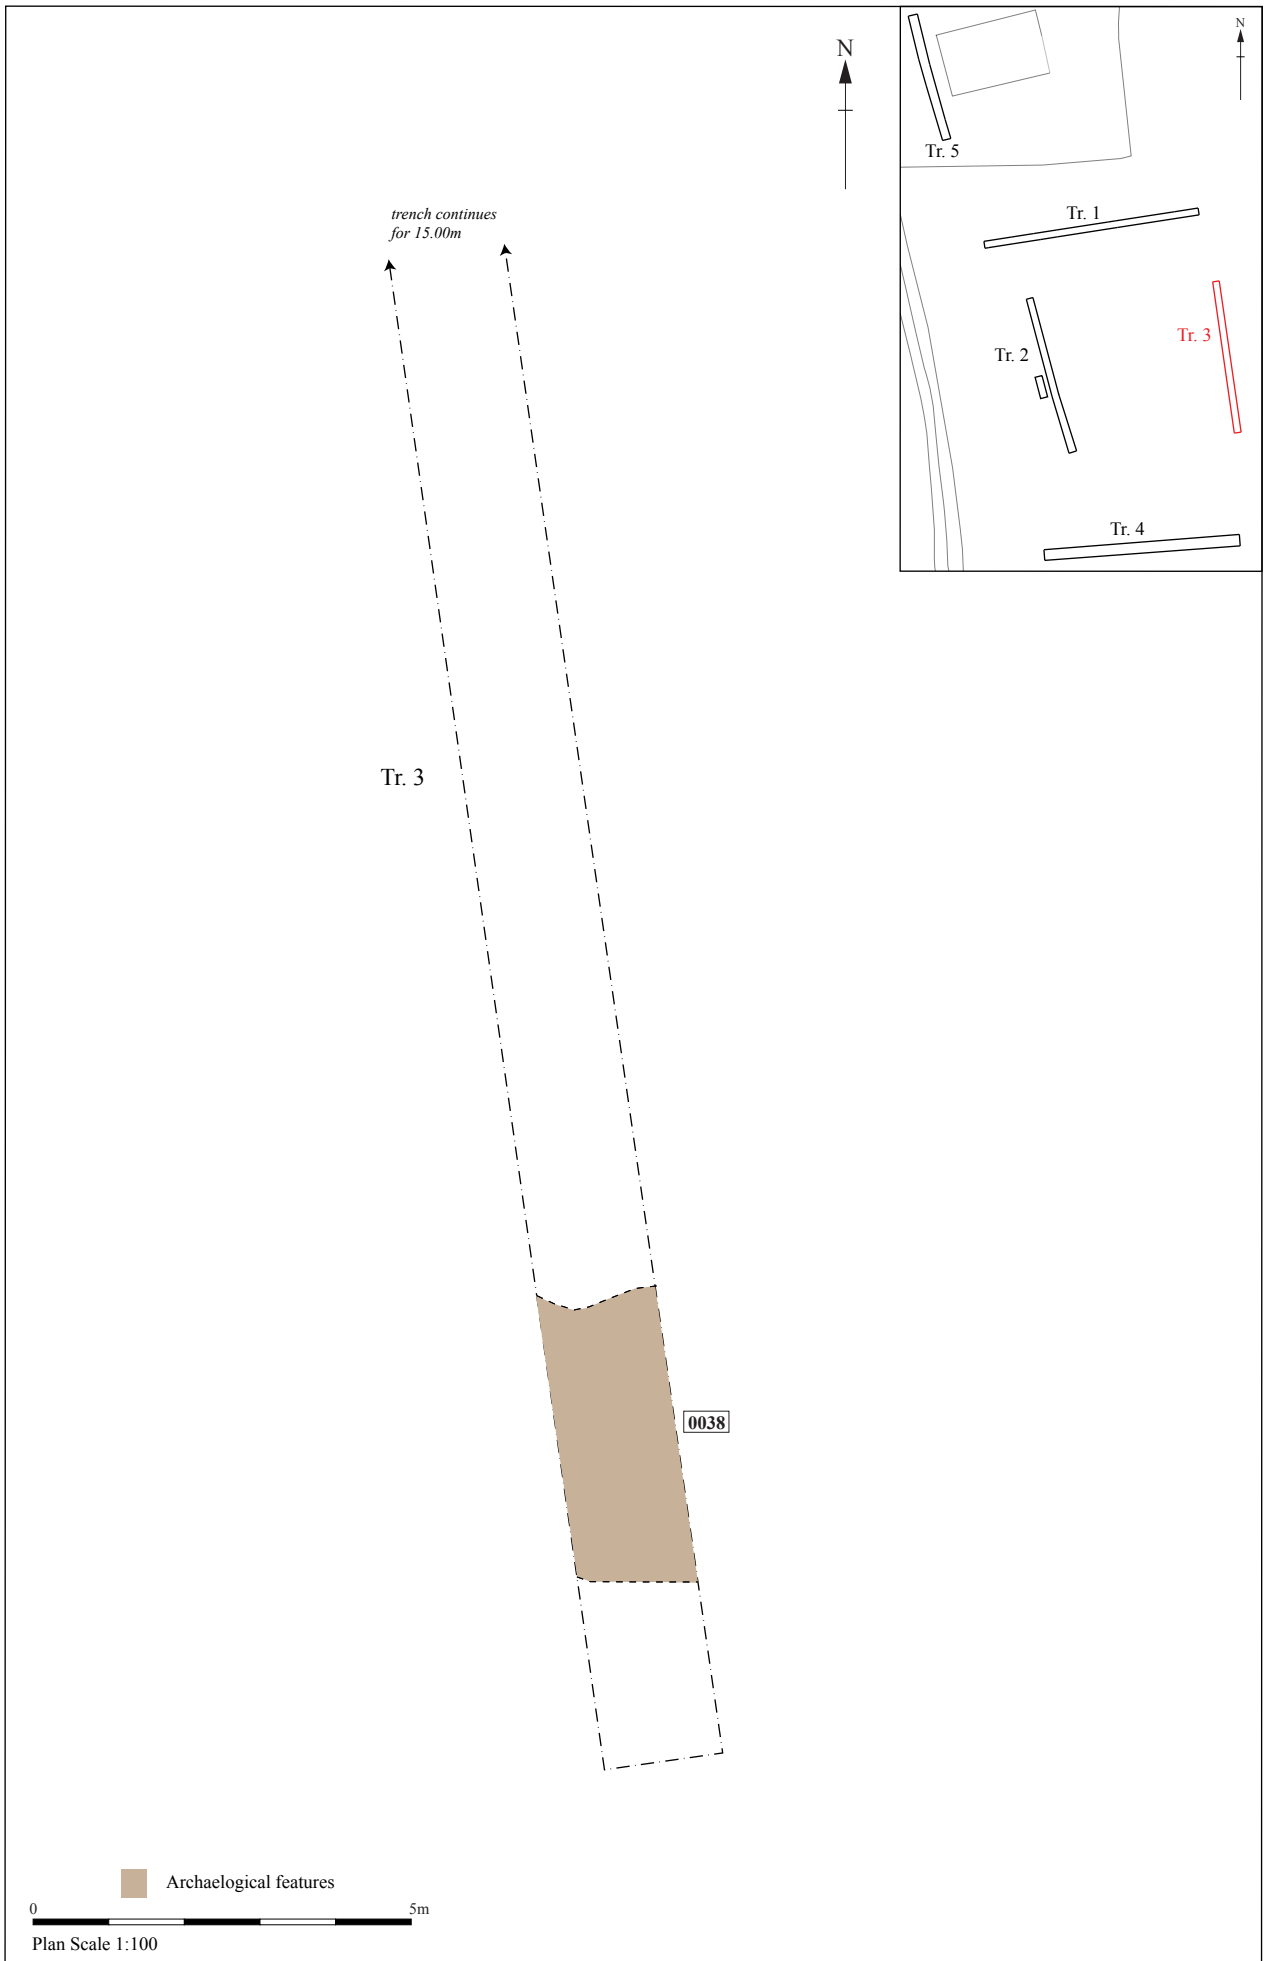 N
N
Tr. 5
Tr. 1
trench continues
for 15.00m
Tr. 3
Tr. 2
Tr. 4
Tr. 3
0038
Archaelogical features
0 5m
Plan Scale 1:100